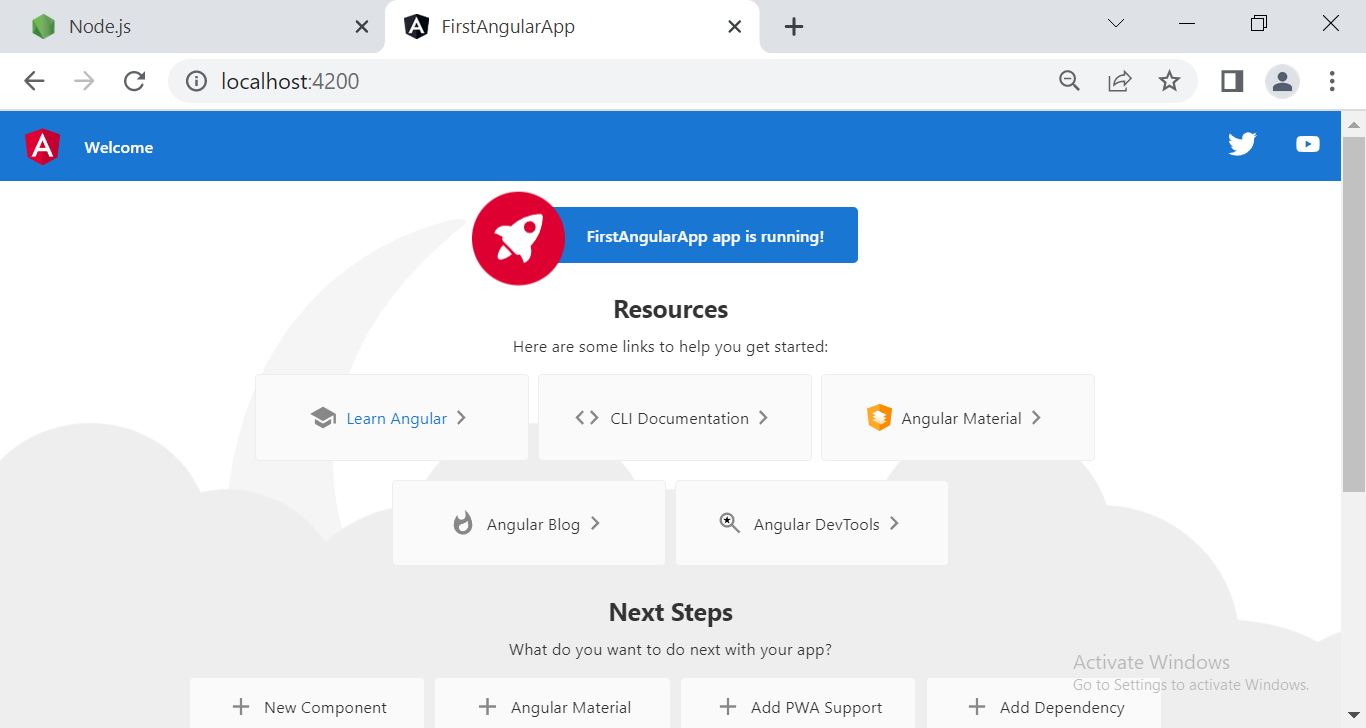 Node.js
FirstAngularApp
localhost:4200
Welcome
FirstAngularApp app is running!
Resources
Here are some links to help you get started:
Learn Angular
CLI Documentation
Angular Material
Angular Blog
Angular DevTools
Next Steps
What do you want to do next with your app?
Activate Windows
Go to Settings to activate Windows.
New Component
Angular Material
Add PWA Support
Add Dependency